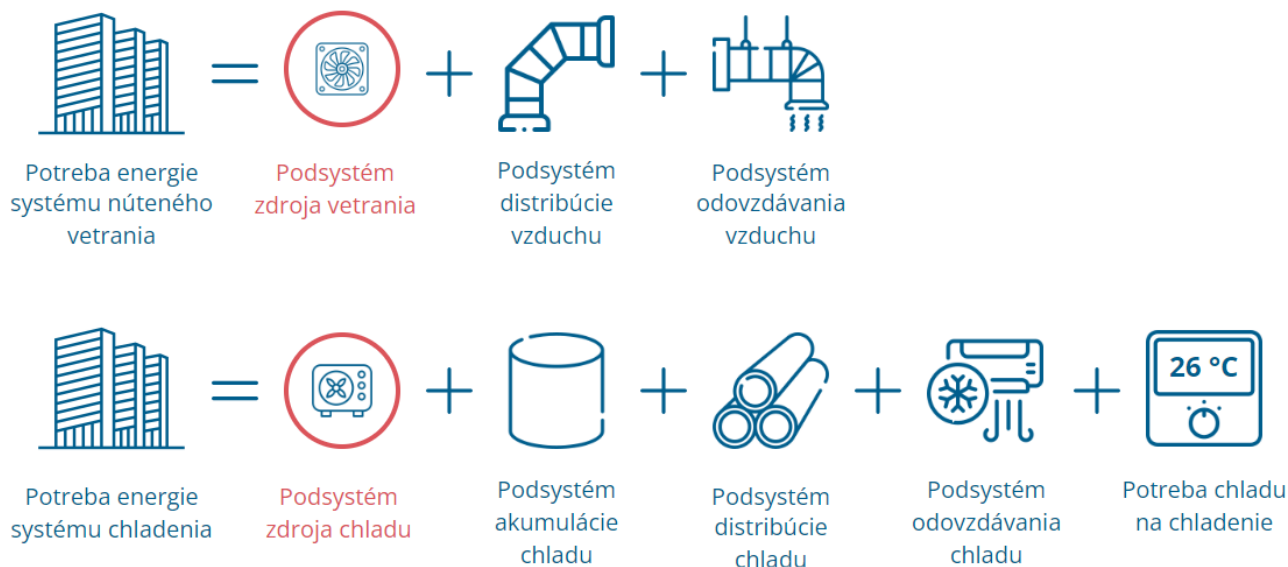 Potreba energie
systému núteného
vetrania
Podsystém
zdroja vetrania
Podsystém
distribúcie
vzduchu
Podsystém
odovzdávania
vzduchu
26 °C
Potreba energie
systému chladenia
Podsystém
zdroja chladu
Podsystém
akumulácie
chladu
Podsystém
distribúcie
chladu
Podsystém
odovzdávania
chladu
Potreba chladu
na chladenie